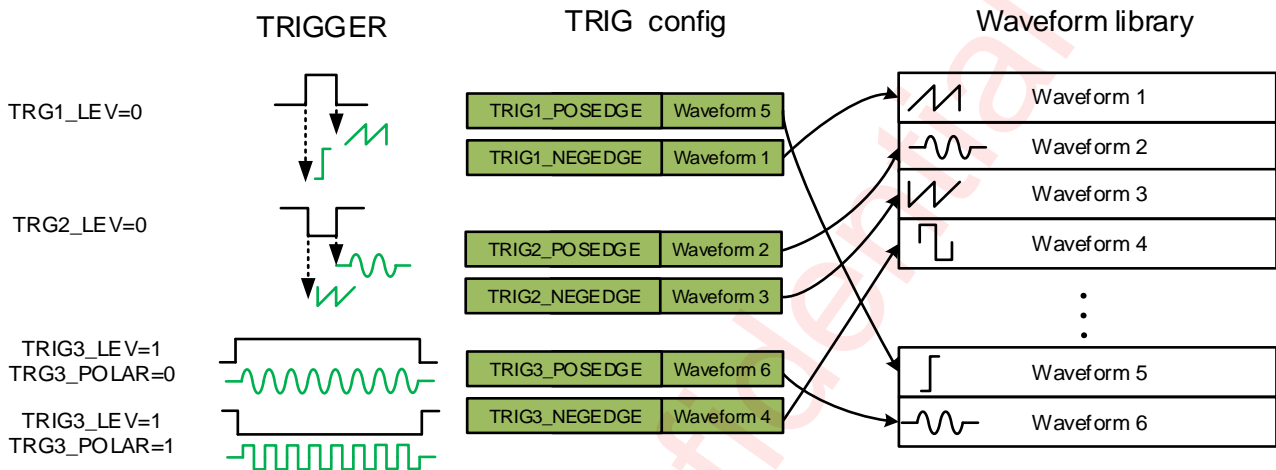 TRIGGER
TRIG config
Waveform library
TRG1_LEV=0
TRIG1_POSEDGE Waveform 5
TRIG1_NEGEDGE Waveform 1
TRG2_LEV=0
TRIG2_POSEDGE Waveform 2
TRIG2_NEGEDGE Waveform 3
TRIG3_LEV=1
TRG3_POLAR=0
TRIG3_LEV=1
TRG3_POLAR=1
TRIG3_POSEDGE Waveform 6
TRIG3_NEGEDGE Waveform 4
Waveform 1
Waveform 2
Waveform 3
Waveform 4
Waveform 5
Waveform 6
fidential